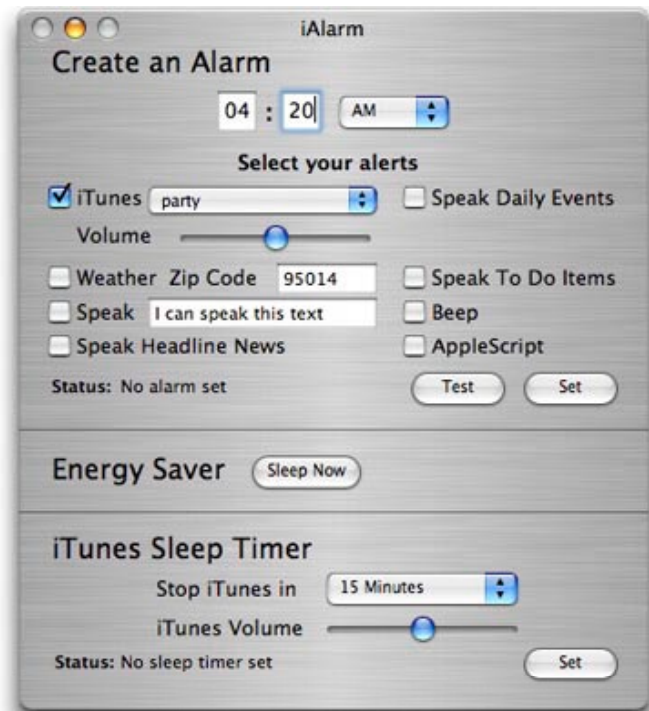 iAlarm
Create an Alarm
04 : 20 AM
Select your alerts
iTunes party Speak Daily Events
Volume
Weather Zip Code 95014 Speak To Do Items
Speak I can speak this text Beep
Speak Headline News AppleScript
Status: No alarm set Test Set
Energy Saver Sleep Now
iTunes Sleep Timer
Stop iTunes in 15 Minutes
iTunes Volume
Status: No sleep timer set Set